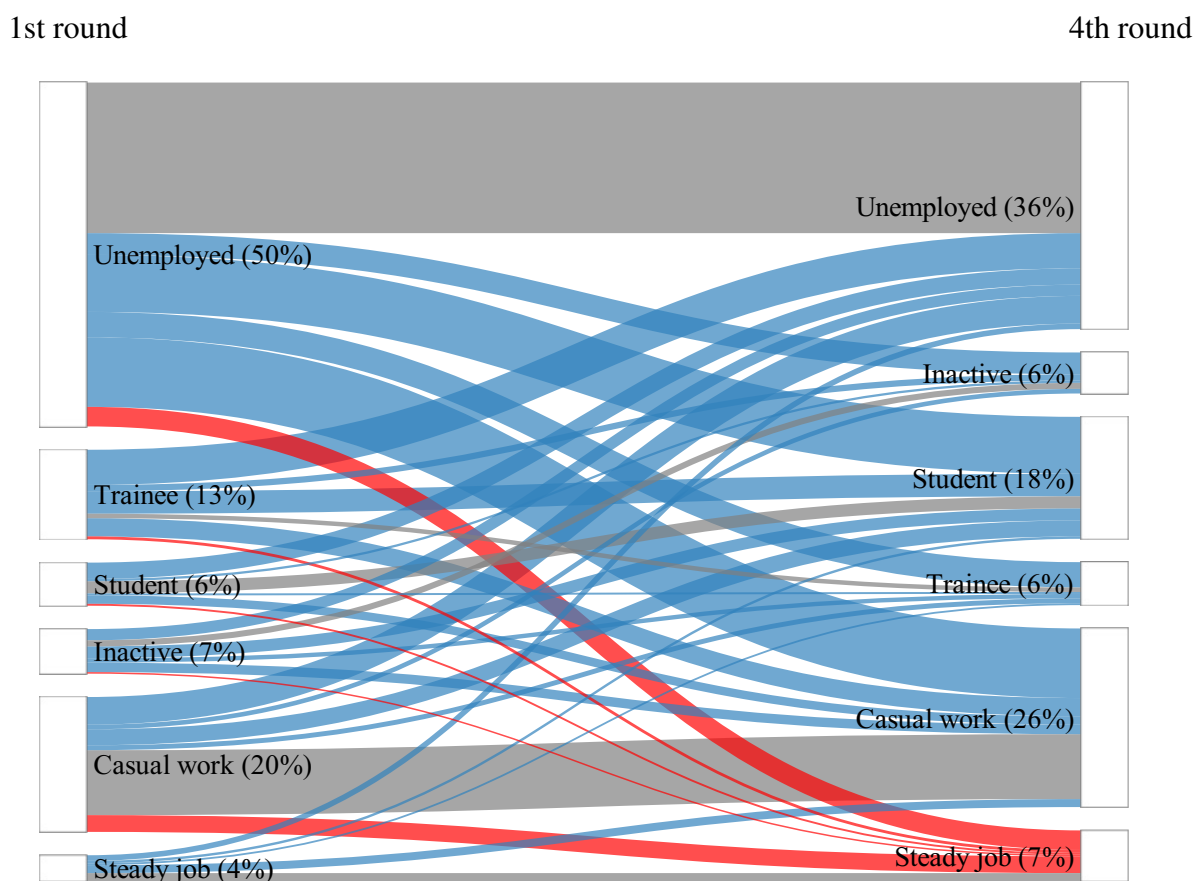 1st round
4th round
Unemployed (50%)
Trainee (13%)
Student (6%)
Inactive (7%)
Casual work (20%)
Steady job (4%)
Unemployed (36%)
Inactive (6%)
Student (18%)
Trainee (6%)
Casual work (26%)
Steady job (7%)